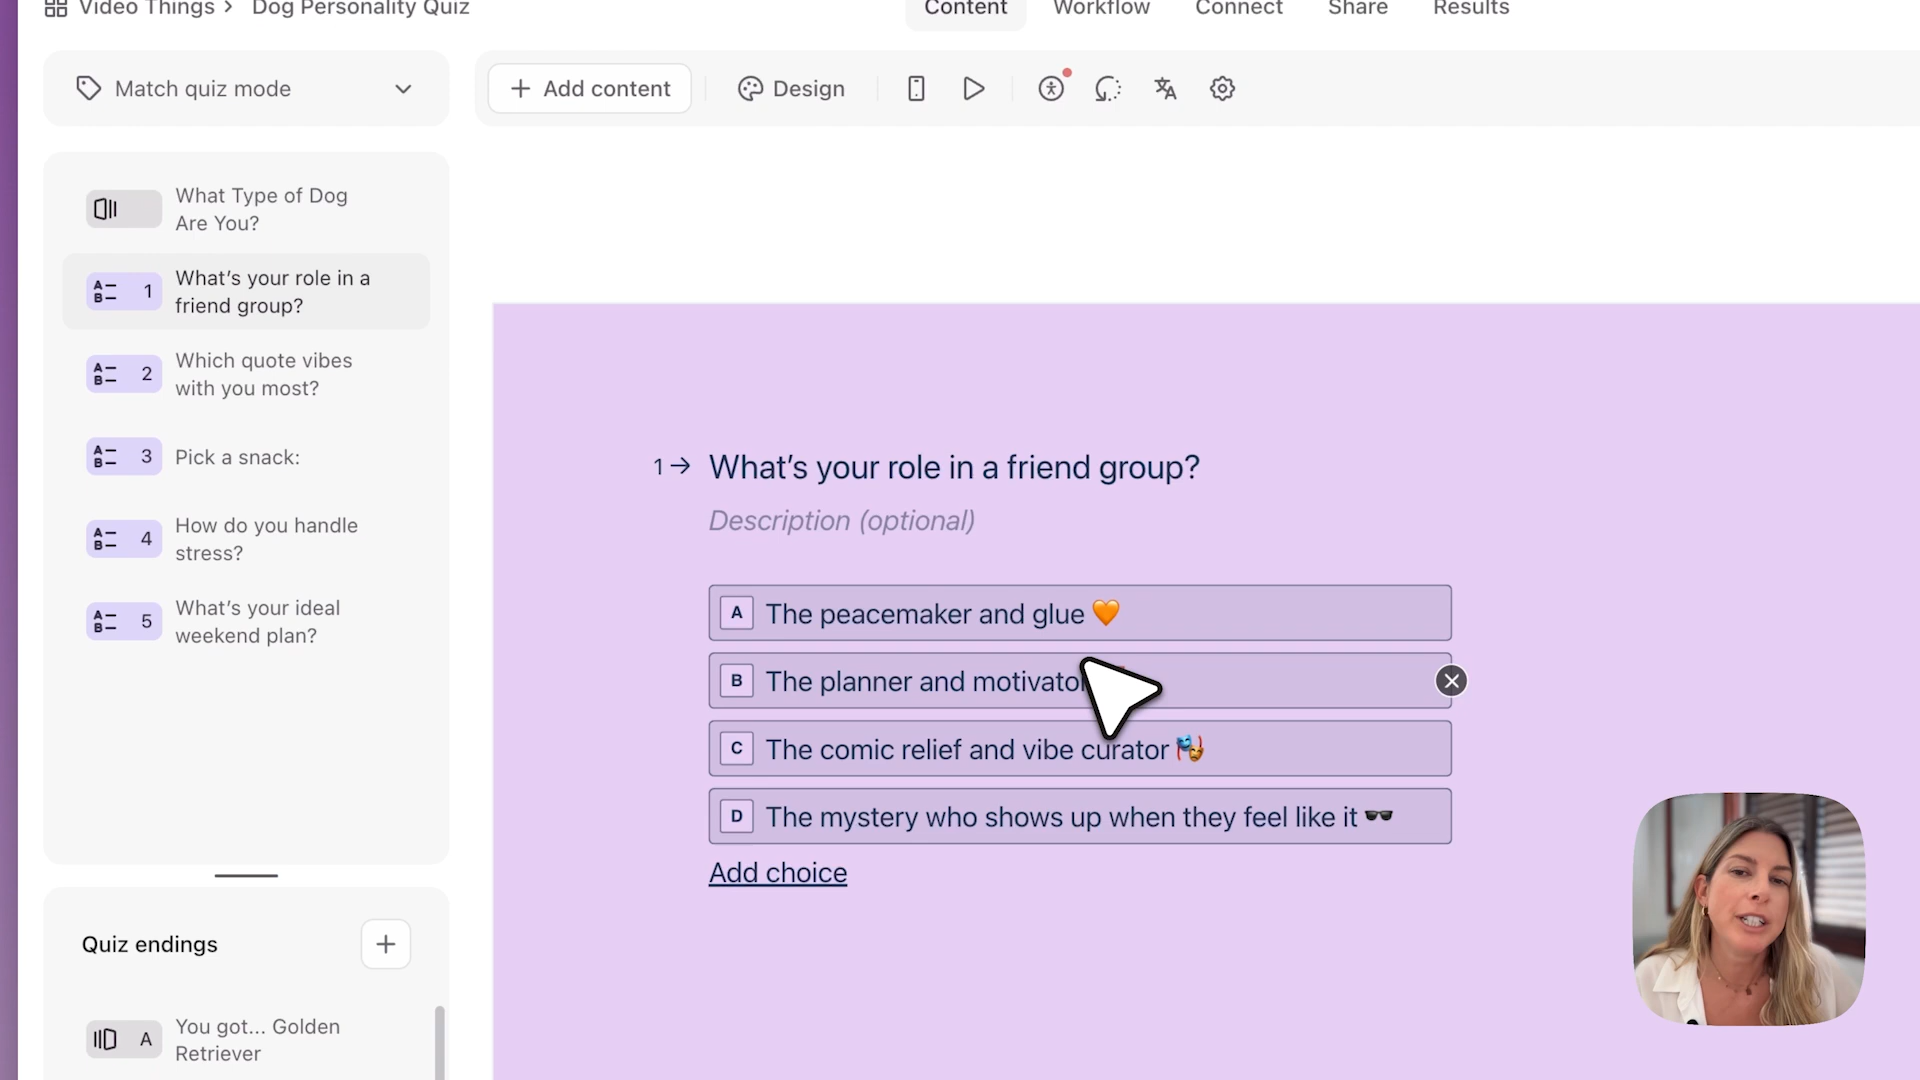 Video Things > Dog Personality Quiz
Content Workflow Connect Share Results
Match quiz mode
+ Add content
Design
What Type of Dog
Are You?
1 What's your role in a
friend group?
2 Which quote vibes
with you most?
3 Pick a snack:
4 How do you handle
stress?
5 What's your ideal
weekend plan?
Quiz endings
A You got... Golden
Retriever
1→ What's your role in a friend group?
Description (optional)
A The peacemaker and glue 🧡
B The planner and motivator
C The comic relief and vibe curator 🎭
D The mystery who shows up when they feel like it 🕶️
Add choice